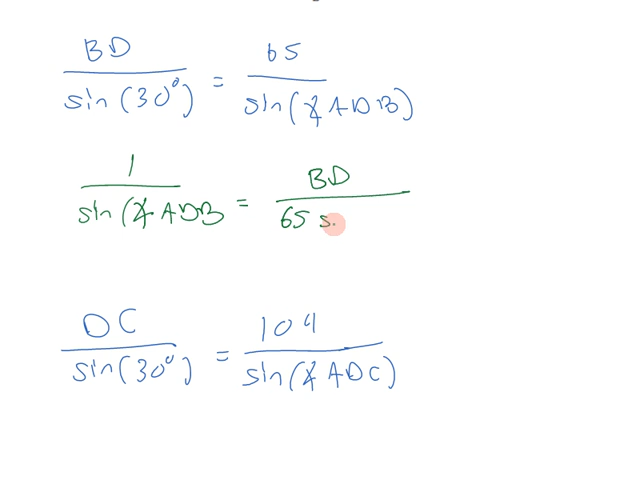 BD / sin(30°) = 65 / sin(∡ADB)
1 / sin(∡ADB = BD / 65 s
DC / sin(30°) = 104 / sin(∡ADC)